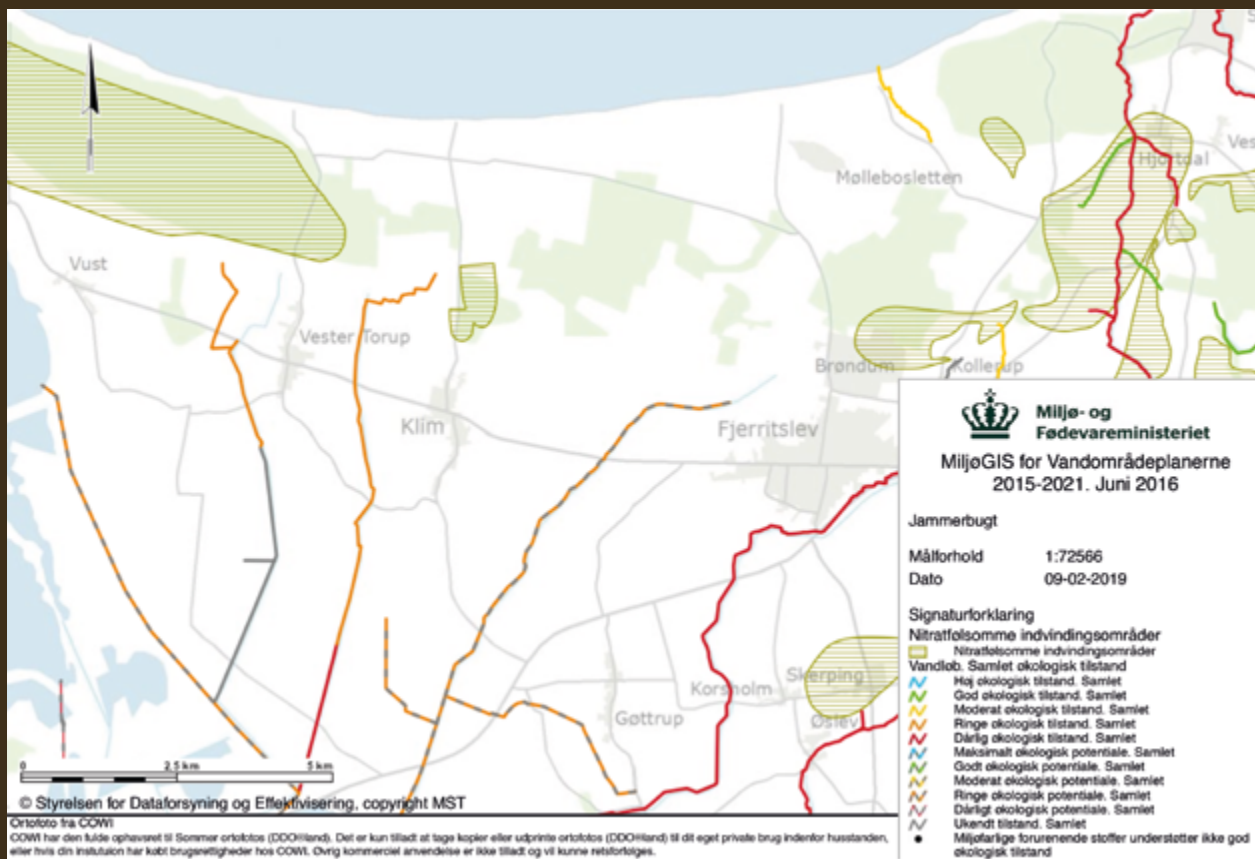 Hjortdal
Ves
Møllebosletten
Vust
Vester Torup
Brøndum
Kollerup
Klim
Fjerritslev
Korsholm
Skerping
Gøttrup
Øslev
0 2.5 km 5 km
© Styrelsen for Dataforsyning og Effektivisering, copyright MST
Ortofoto fra COWI
COWI har den fulde ophavsret til Sommer ortofotos (DDO®land). Det er kun tilladt at tage kopier eller udprinte ortofotos (DDO®land) til dit eget private brug indenfor husstanden,
eller hvis din institution har købt brugsrettigheder hos COWI. Øvrig kommerciel anvendelse er ikke tilladt og vil kunne retsforfølges.
Miljø- og
Fødevareministeriet
MiljøGIS for Vandområdeplanerne
2015-2021. Juni 2016
Jammerbugt
Målforhold 1:72566
Dato 09-02-2019
Signaturforklaring
Nitratfølsomme indvindingsområder
Nitratfølsomme indvindingsområder
Vandløb. Samlet økologisk tilstand
Høj økologisk tilstand. Samlet
God økologisk tilstand. Samlet
Moderat økologisk tilstand. Samlet
Ringe økologisk tilstand. Samlet
Dårlig økologisk tilstand. Samlet
Maksimalt økologisk potentiale. Samlet
Godt økologisk potentiale. Samlet
Moderat økologisk potentiale. Samlet
Ringe økologisk potentiale. Samlet
Dårligt økologisk potentiale. Samlet
Ukendt tilstand. Samlet
Miljøfarlige forurenende stoffer understøtter ikke god
økologisk tilstand